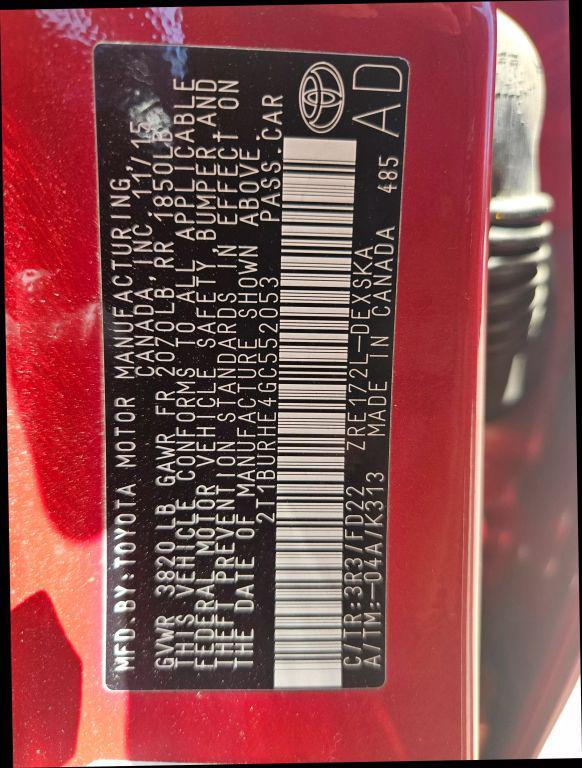 MFD.BY:TOYOTA MOTOR MANUFACTURING,
CANADA,INC. 11/15
GVWR 3820LB GAWR FR 2070LB RR 1850LB
THIS VEHICLE CONFORMS TO ALL APPLICABLE
FEDERAL MOTOR VEHICLE SAFETY, BUMPER AND
THEFT PREVENTION STANDARDS IN EFFECT ON
THE DATE OF MANUFACTURE SHOWN ABOVE.
2T1BURHE4GC552053 PASS.CAR
C/TR:3R3/FD22 ZRE172L-DEXSKA
A/TM:-04A/K313 MADE IN CANADA 485
AD